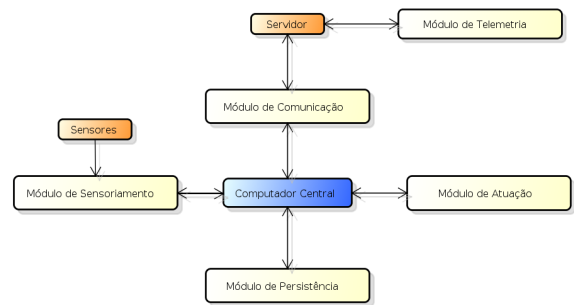 Servidor
Módulo de Telemetria
Módulo de Comunicação
Sensores
Módulo de Sensoriamento
Computador Central
Módulo de Atuação
Módulo de Persistência